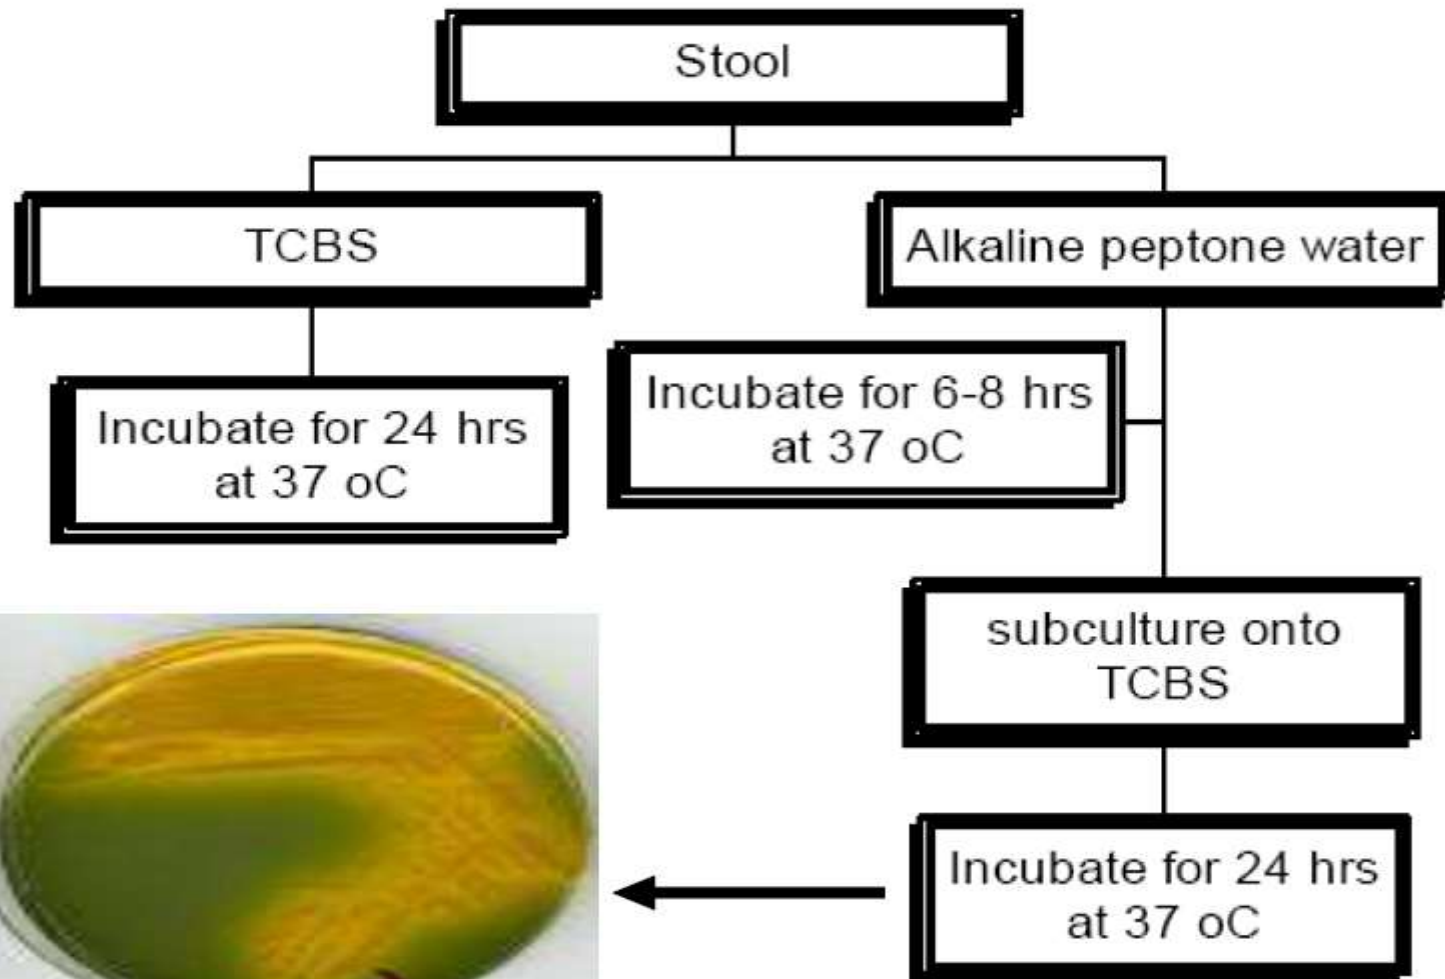 Stool
TCBS
Alkaline peptone water
Incubate for 24 hrs
at 37 oC
Incubate for 6-8 hrs
at 37 oC
subculture onto
TCBS
Incubate for 24 hrs
at 37 oC